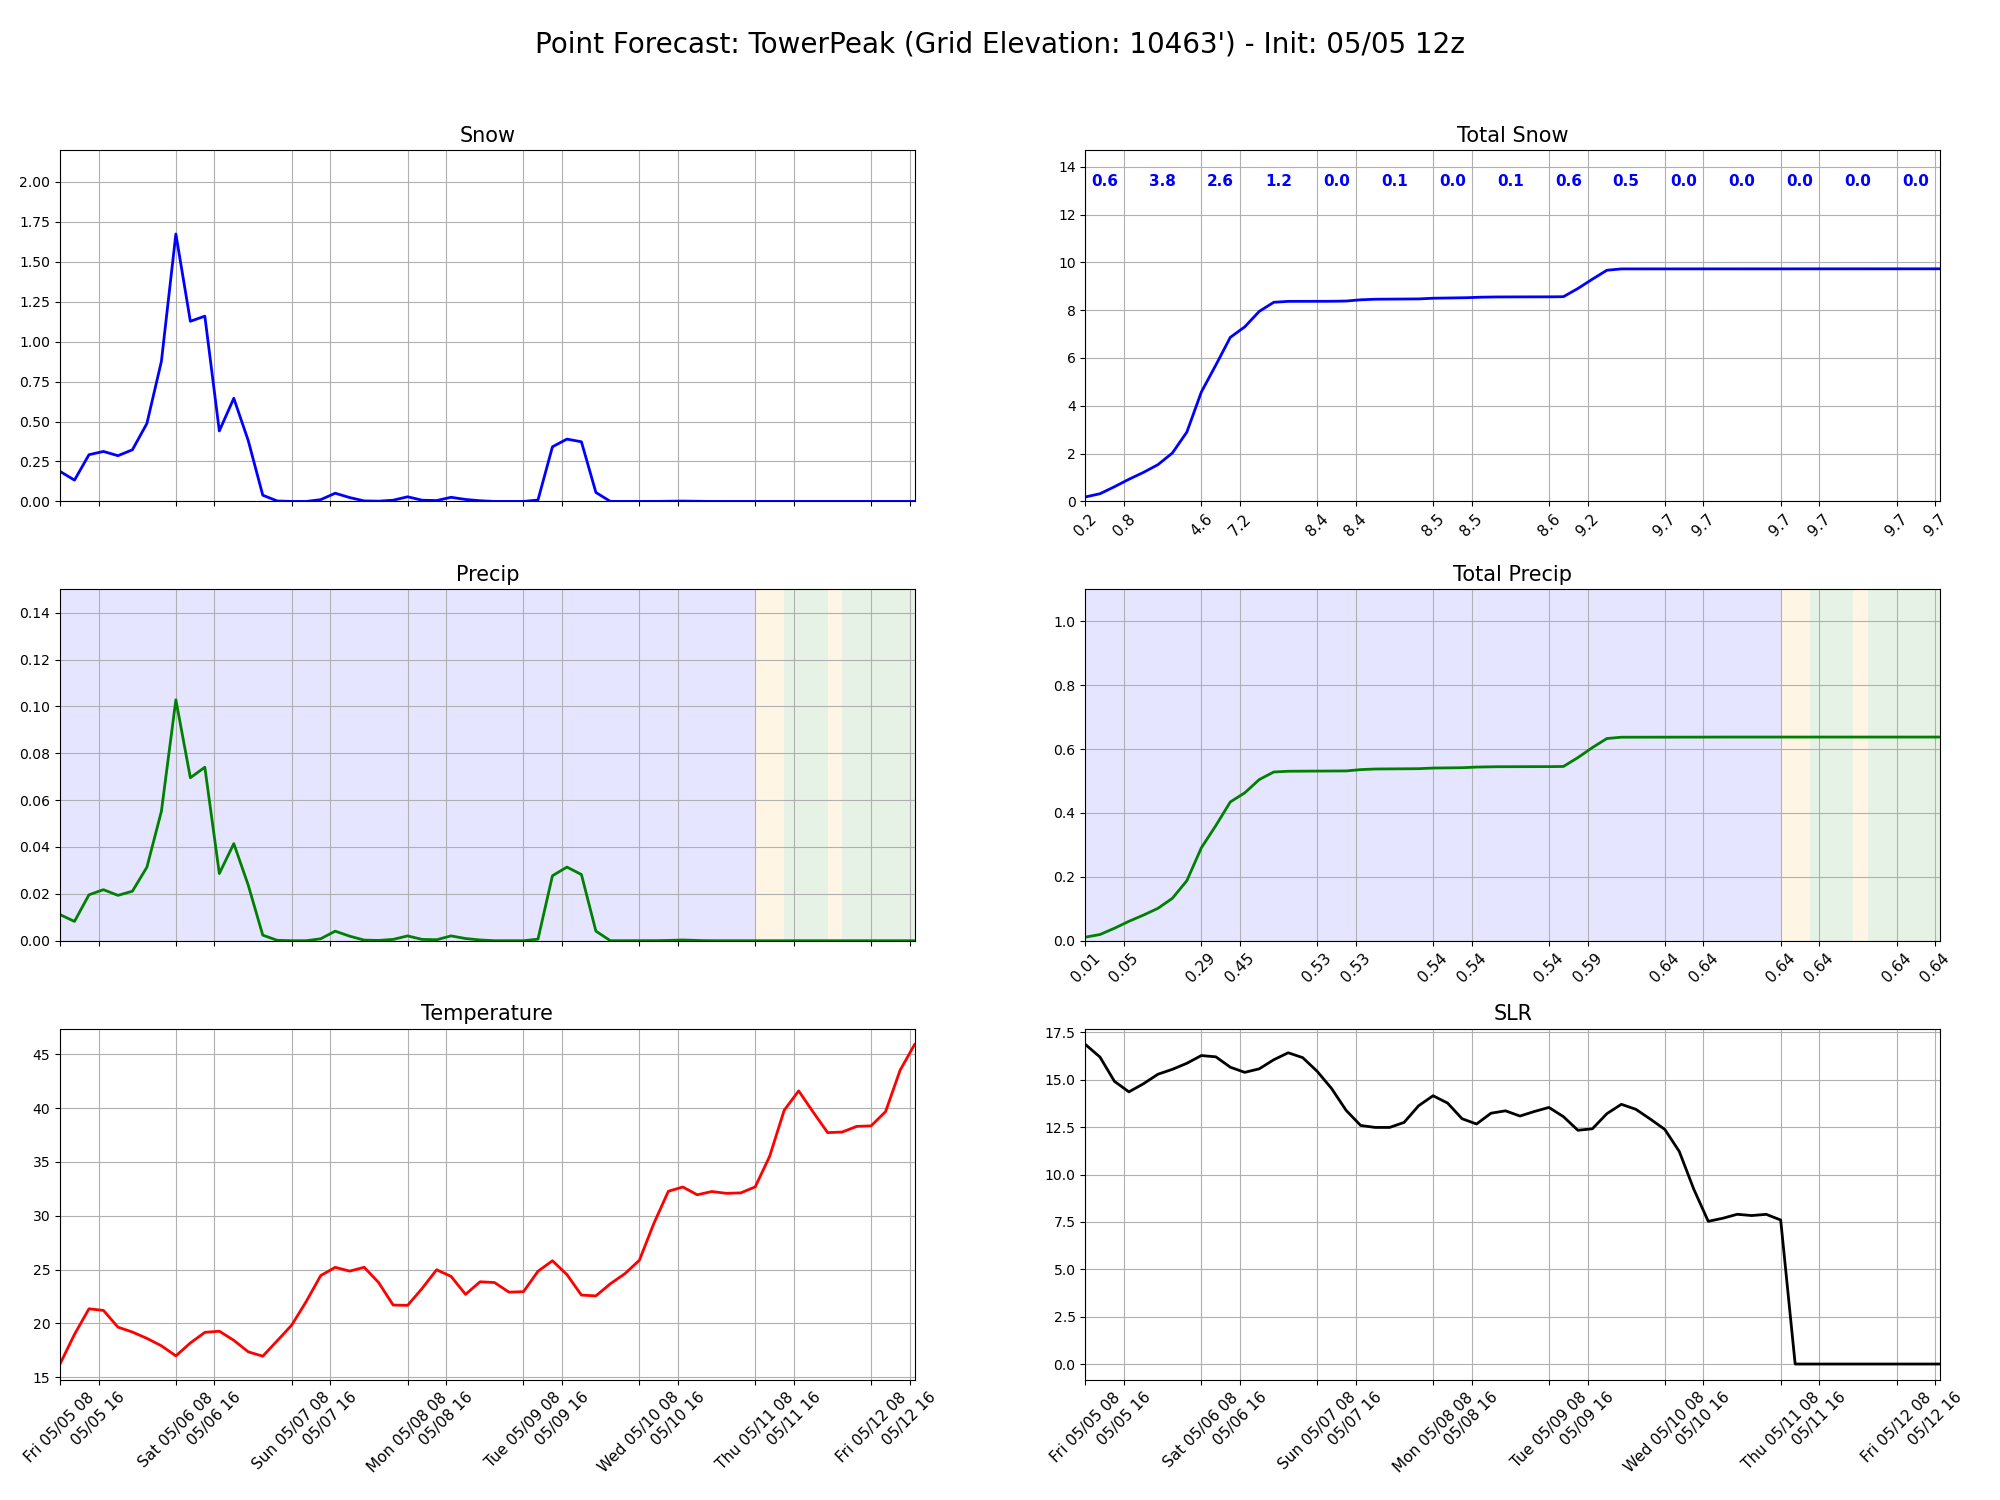 Point Forecast: TowerPeak (Grid Elevation: 10463') - Init: 05/05 12z
Snow
2.00
1.75
1.50
1.25
1.00
0.75
0.50
0.25
0.00
Total Snow
14
12
10
8
6
4
2
0
0.6 3.8 2.6 1.2 0.0 0.1 0.0 0.1 0.6 0.5 0.0 0.0 0.0 0.0 0.0
0.2 0.8 4.6 7.2 8.4 8.4 8.5 8.5 8.6 9.2 9.7 9.7 9.7 9.7 9.7 9.7
Precip
0.14
0.12
0.10
0.08
0.06
0.04
0.02
0.00
Total Precip
1.0
0.8
0.6
0.4
0.2
0.0
0.01 0.05 0.29 0.45 0.53 0.53 0.54 0.54 0.54 0.59 0.64 0.64 0.64 0.64 0.64 0.64
Temperature
45
40
35
30
25
20
15
Fri 05/05 08
05/05 16
Sat 05/06 08
05/06 16
Sun 05/07 08
05/07 16
Mon 05/08 08
05/08 16
Tue 05/09 08
05/09 16
Wed 05/10 08
05/10 16
Thu 05/11 08
05/11 16
Fri 05/12 08
05/12 16
SLR
17.5
15.0
12.5
10.0
7.5
5.0
2.5
0.0
Fri 05/05 08
05/05 16
Sat 05/06 08
05/06 16
Sun 05/07 08
05/07 16
Mon 05/08 08
05/08 16
Tue 05/09 08
05/09 16
Wed 05/10 08
05/10 16
Thu 05/11 08
05/11 16
Fri 05/12 08
05/12 16